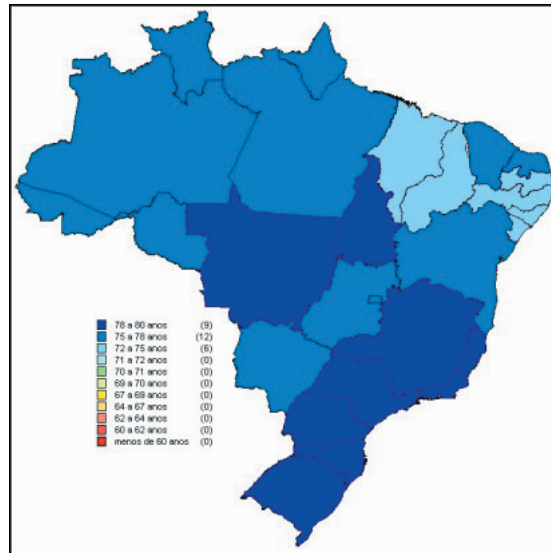 78 a 80 anos (9)
75 a 78 anos (12)
72 a 75 anos (6)
71 a 72 anos (0)
70 a 71 anos (0)
69 a 70 anos (0)
67 a 69 anos (0)
64 a 67 anos (0)
62 a 64 anos (0)
60 a 62 anos (0)
menos de 60 anos (0)